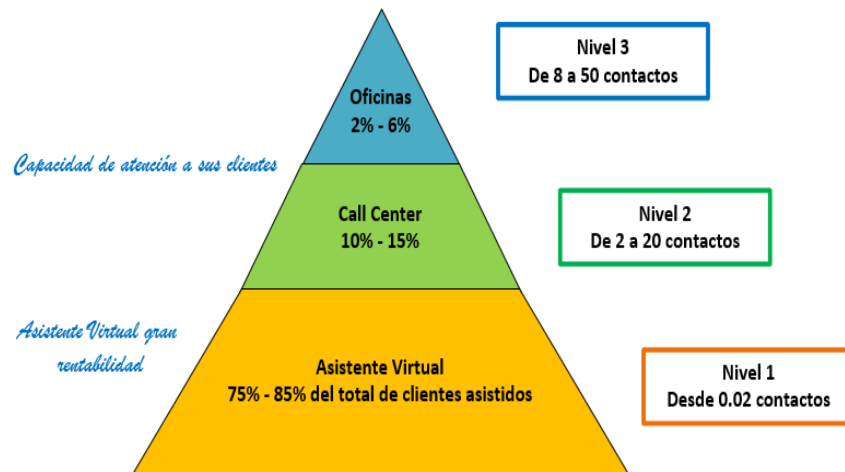 Nivel 3
De 8 a 50 contactos
Oficinas
2% - 6%
Capacidad de atención a sus clientes
Call Center
10% - 15%
Nivel 2
De 2 a 20 contactos
Asistente Virtual gran
rentabilidad
Asistente Virtual
75% - 85% del total de clientes asistidos
Nivel 1
Desde 0.02 contactos